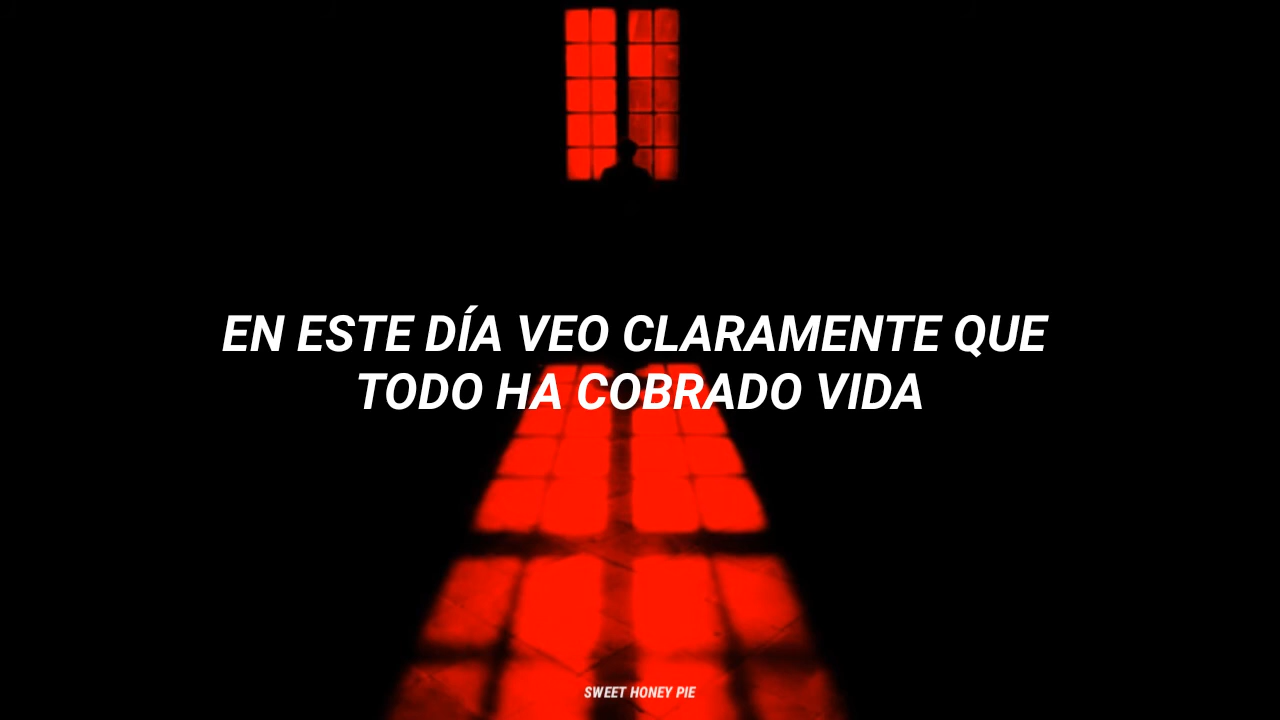 EN ESTE DÍA VEO CLARAMENTE QUE
TODO HA COBRADO VIDA
SWEET HONEY PIE